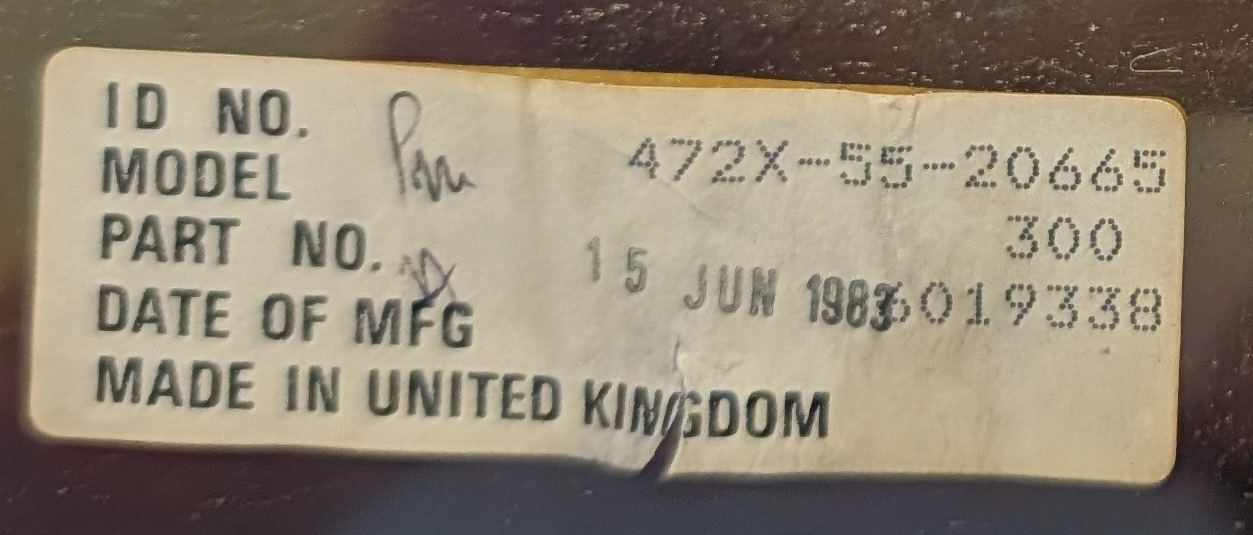 ID NO. 472X-55-20665
MODEL 300
PART NO. 6019338
DATE OF MFG 15 JUN 1983
MADE IN UNITED KINGDOM